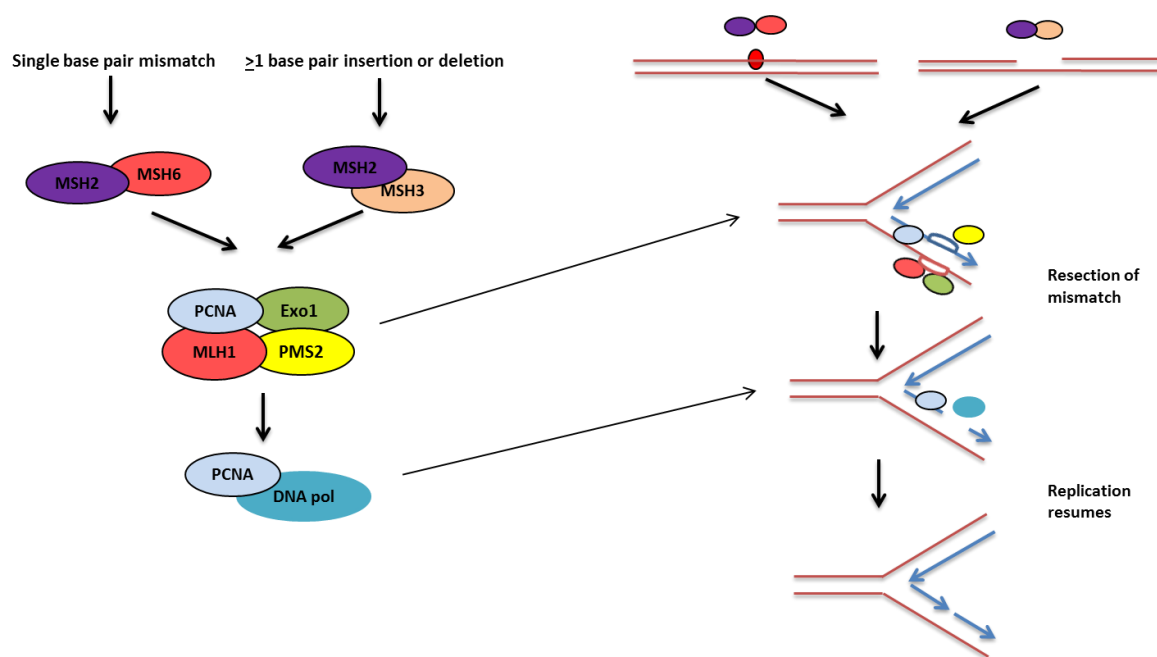 Single base pair mismatch
≥1 base pair insertion or deletion
MSH2
MSH6
MSH2
MSH3
PCNA
Exo1
MLH1
PMS2
PCNA
DNA pol
Resection of
mismatch
Replication
resumes